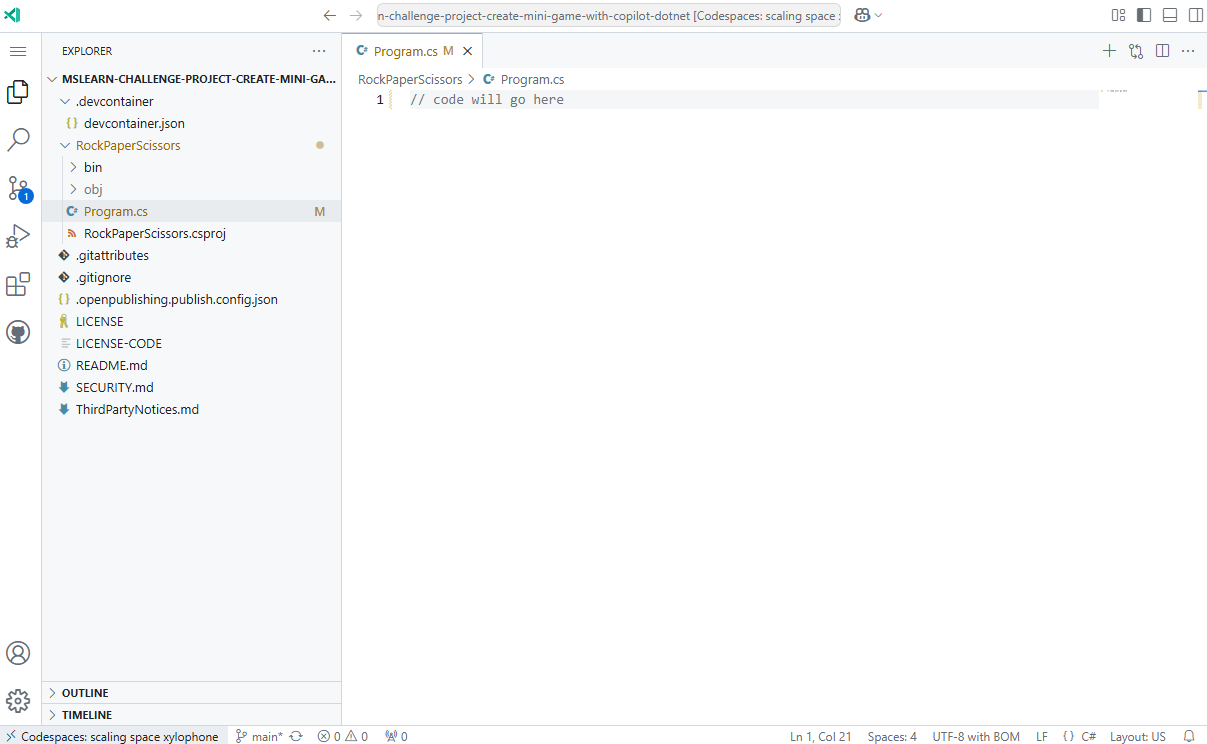 n-challenge-project-create-mini-game-with-copilot-dotnet [Codespaces: scaling space :
EXPLORER
MSLEARN-CHALLENGE-PROJECT-CREATE-MINI-GA...
.devcontainer
{} devcontainer.json
RockPaperScissors
bin
obj
C# Program.cs M
RockPaperScissors.csproj
.gitattributes
.gitignore
{} .openpublishing.publish.config.json
LICENSE
LICENSE-CODE
README.md
SECURITY.md
ThirdPartyNotices.md
OUTLINE
TIMELINE
1
C# Program.cs M
RockPaperScissors > C# Program.cs
1 // code will go here
Codespaces: scaling space xylophone main* 0 0 0 Ln 1, Col 21 Spaces: 4 UTF-8 with BOM LF {} C# Layout: US